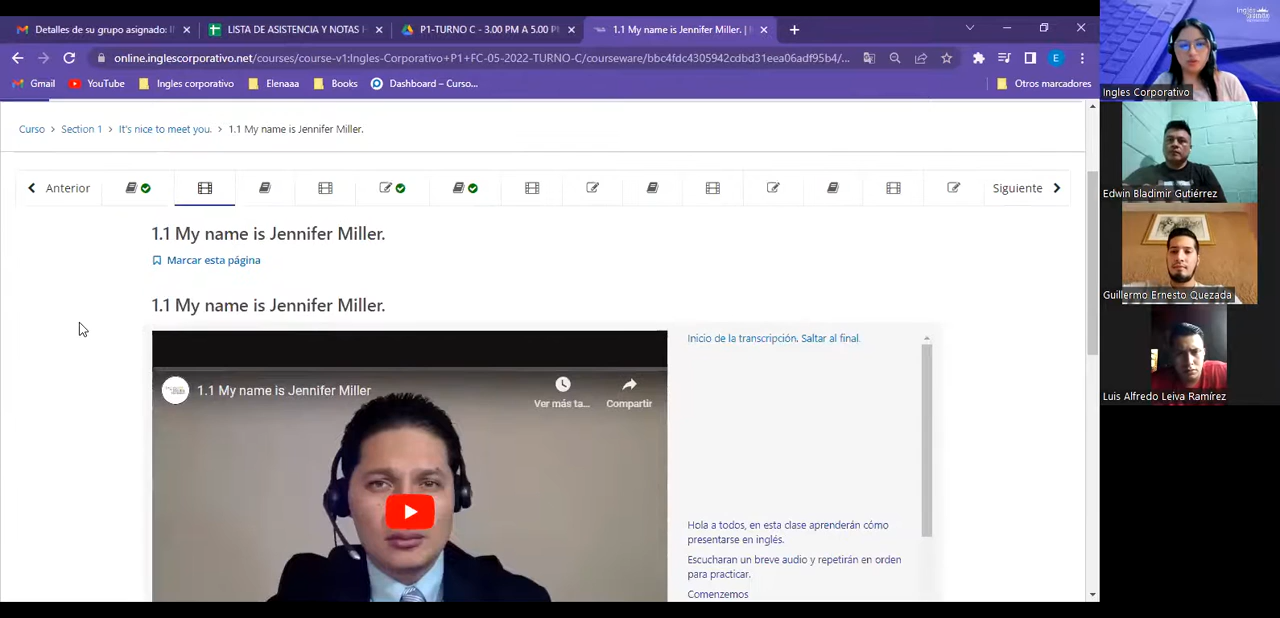 Detalles de su grupo asignado: I
LISTA DE ASISTENCIA Y NOTAS
P1-TURNO C - 3.00 PM A 5.00 P
1.1 My name is Jennifer Miller. |
online.inglescorporativo.net/courses/course-v1:Ingles-Corporativo+P1+FC-05-2022-TURNO-C/courseware/bbc4fdc4305942cdbd31eea06adf95b4/...
E
Gmail
YouTube
Ingles corporativo
Elenaaa
Books
Dashboard – Curso...
Otros marcadores
Curso > Section 1 > It's nice to meet you. > 1.1 My name is Jennifer Miller.
Anterior
Siguiente
1.1 My name is Jennifer Miller.
Marcar esta página
1.1 My name is Jennifer Miller.
1.1 My name is Jennifer Miller
Ver más ta...
Compartir
Inicio de la transcripción. Saltar al final.
Hola a todos, en esta clase aprenderán cómo
presentarse en inglés.
Escucharan un breve audio y repetirán en orden
para practicar.
Comenzemos
Ingles Corporativo
Edwin Bladimir Gutiérrez
Guillermo Ernesto Quezada
Luis Alfredo Leiva Ramírez